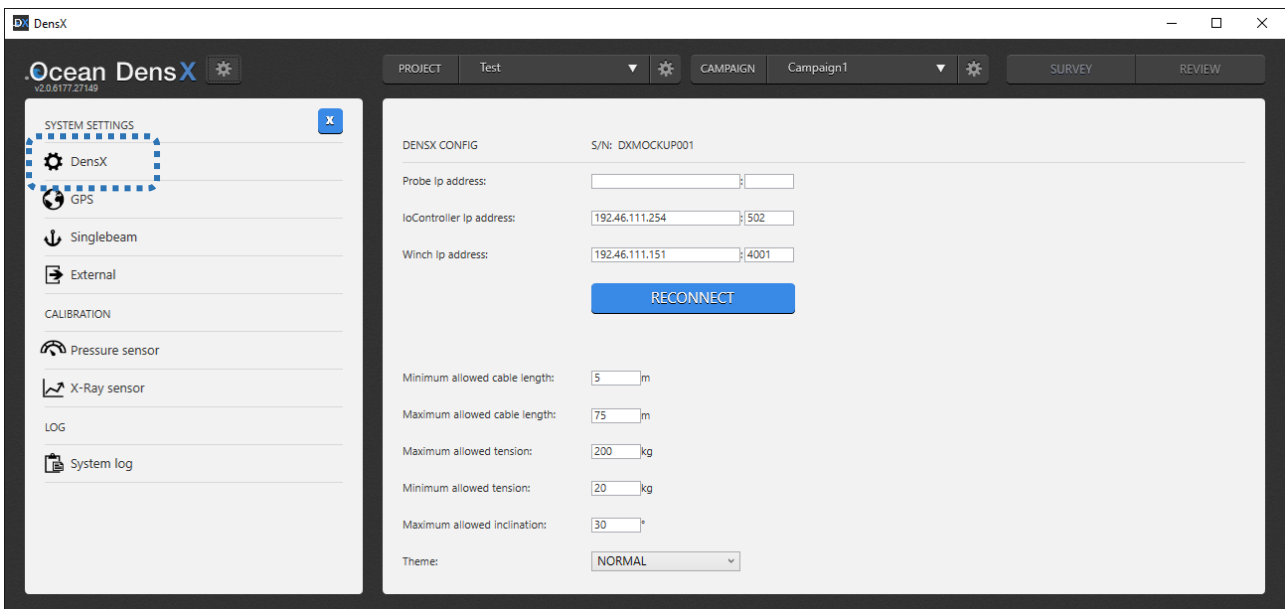 DX DensX
.Ocean DensX
v2.0.6177.27149
PROJECT Test CAMPAIGN Campaign1 SURVEY REVIEW
SYSTEM SETTINGS X
DensX
GPS
Singlebeam
External
CALIBRATION
Pressure sensor
X-Ray sensor
LOG
System log
DENSX CONFIG S/N: DXMOCKUP001
Probe Ip address: :
IoController Ip address: 192.46.111.254 : 502
Winch Ip address: 192.46.111.151 : 4001
RECONNECT
Minimum allowed cable length: 5 m
Maximum allowed cable length: 75 m
Maximum allowed tension: 200 kg
Minimum allowed tension: 20 kg
Maximum allowed inclination: 30 °
Theme: NORMAL